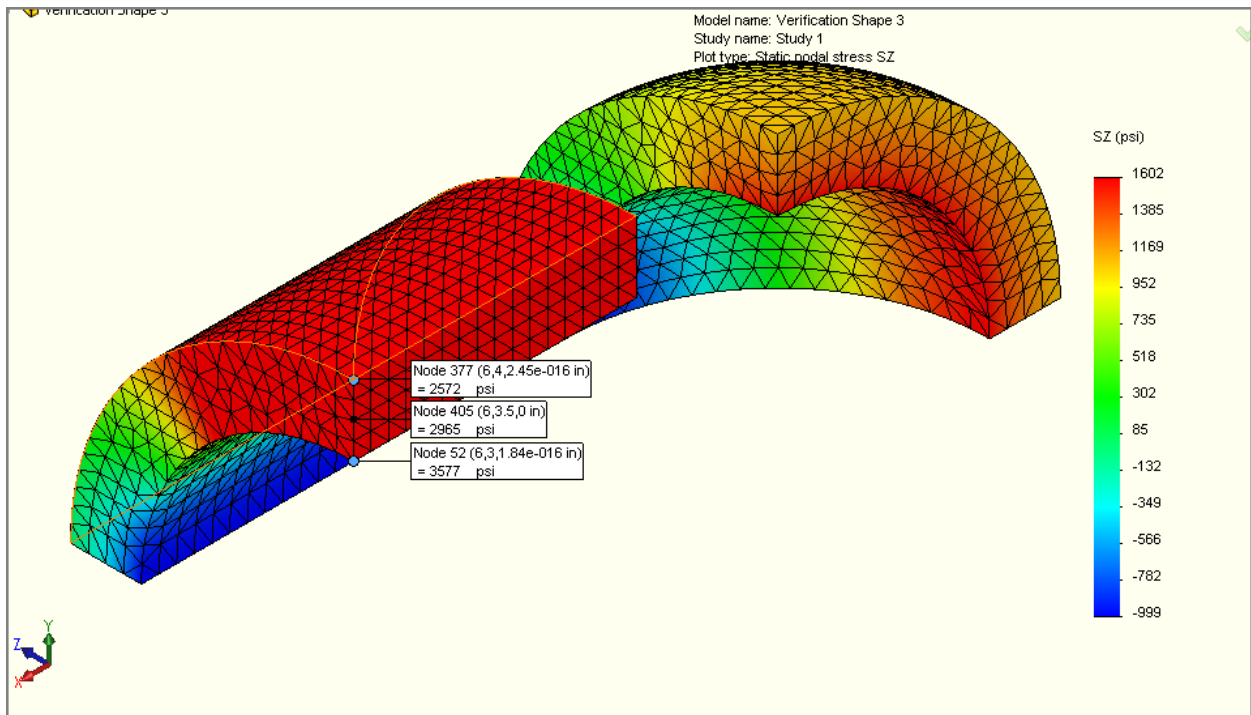 Verification Shape 3
Model name: Verification Shape 3
Study name: Study 1
Plot type: Static nodal stress SZ
SZ (psi)
1602
1385
1169
952
735
518
302
85
-132
-349
-566
-782
-999
Node 377 (6,4,2.45e-016 in)
= 2572 psi
Node 405 (6,3.5,0 in)
= 2965 psi
Node 52 (6,3,1.84e-016 in)
= 3577 psi
Y
Z
X